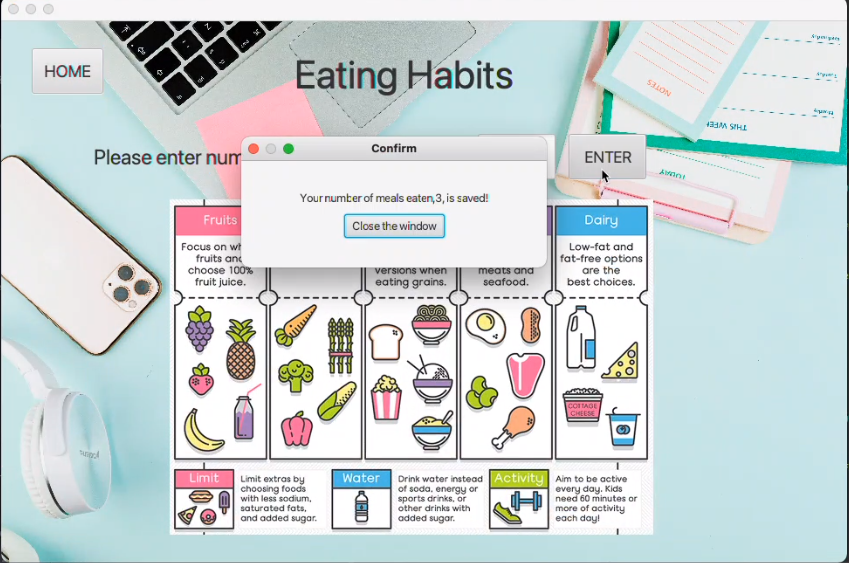 HOME
Eating Habits
Please enter num
ENTER
Confirm
Your number of meals eaten,3, is saved!
Close the window
NOTES
THIS WEEK
TODAY
Fruits
Dairy
Focus on wh
fruits and
choose 100%
fruit juice.
versions when
eating grains.
meats and
seafood.
Low-fat and
fat-free options
are the
best choices.
COTTAGE
CHEESE
Limit
Limit extras by
choosing foods
with less sodium,
saturated fats,
and added sugar.
Water
Drink water instead
of soda, energy or
sports drinks, or
other drinks with
added sugar.
Activity
Aim to be active
every day. Kids
need 60 minutes or
more of activity
each day!